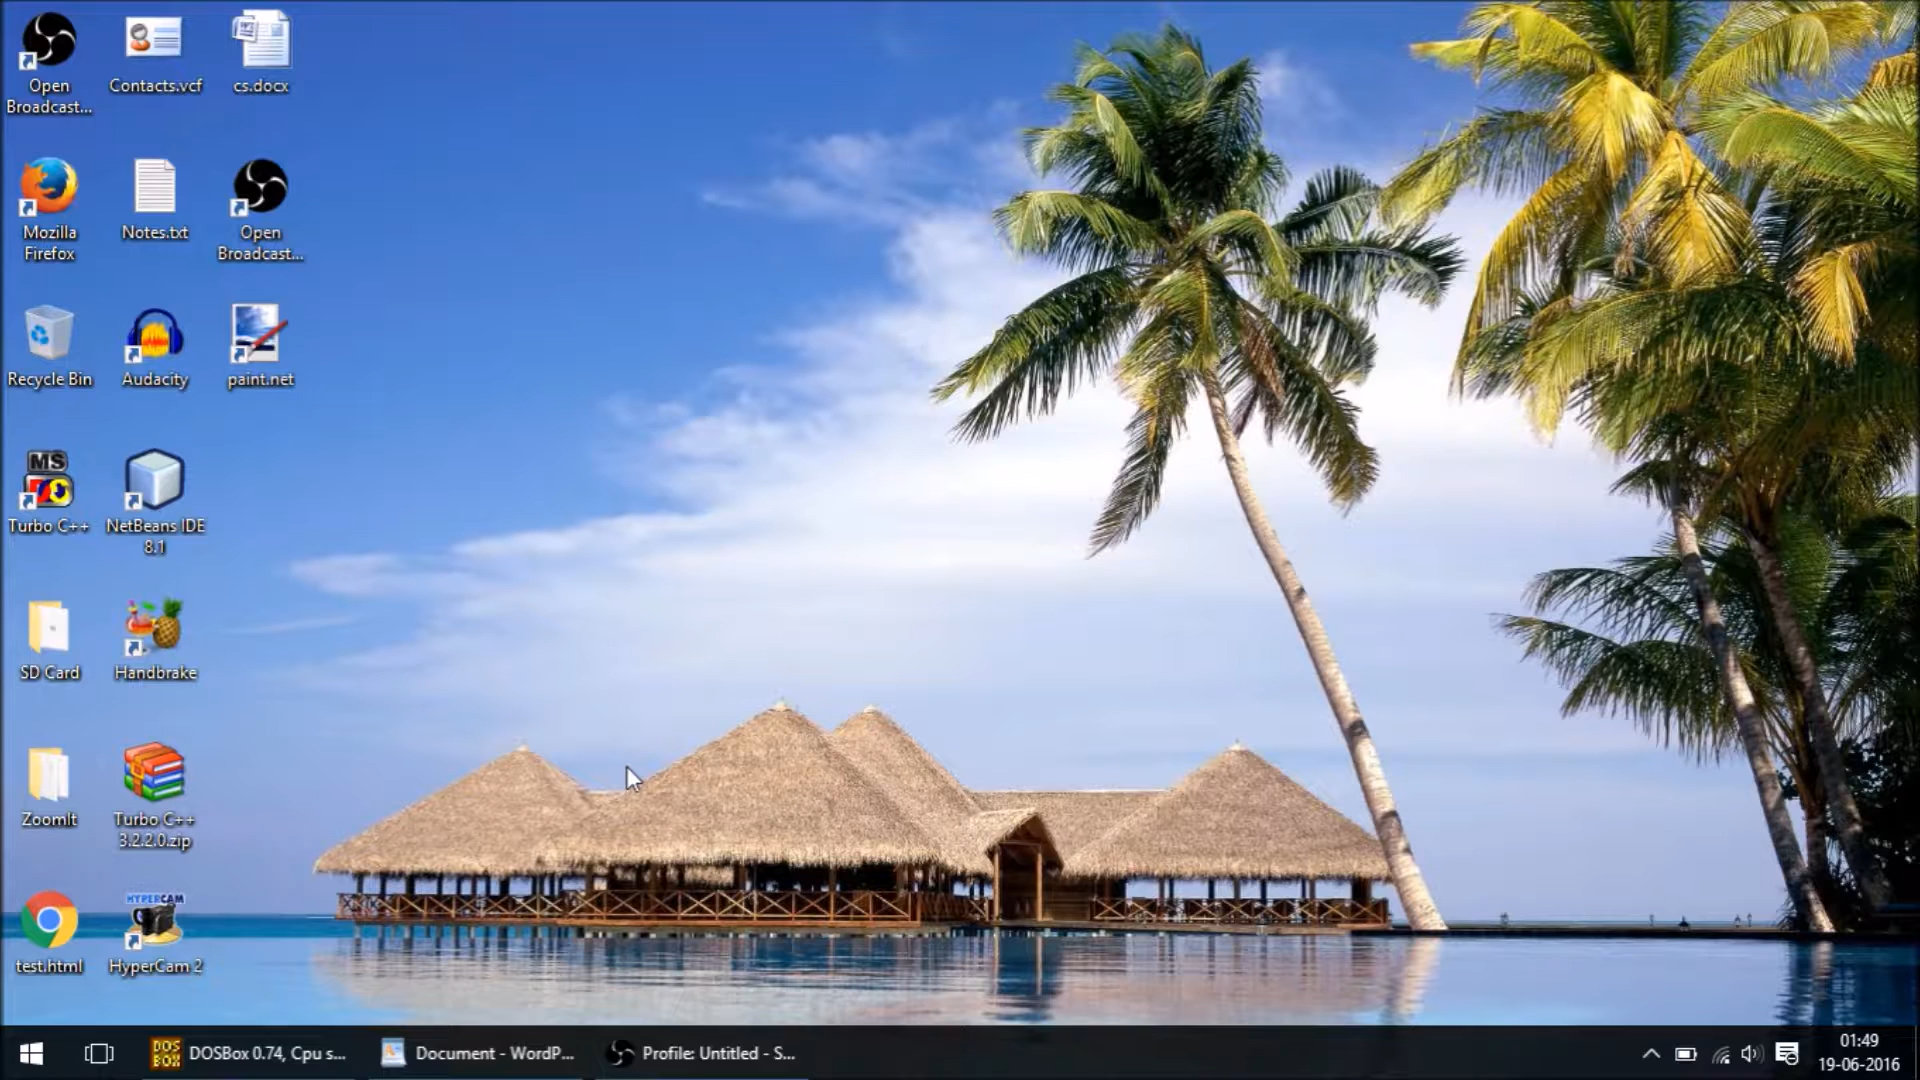 Open
Broadcast...
Contacts.vcf
cs.docx
Mozilla
Firefox
Notes.txt
Open
Broadcast...
Recycle Bin
Audacity
paint.net
MS
Turbo C++
NetBeans IDE
8.1
SD Card
Handbrake
ZoomIt
Turbo C++
3.2.2.0.zip
HYPERCAM
test.html
HyperCam 2
DOS
BOX
DOSBox 0.74, Cpu s...
Document - WordP...
Profile: Untitled - S...
01:49
19-06-2016